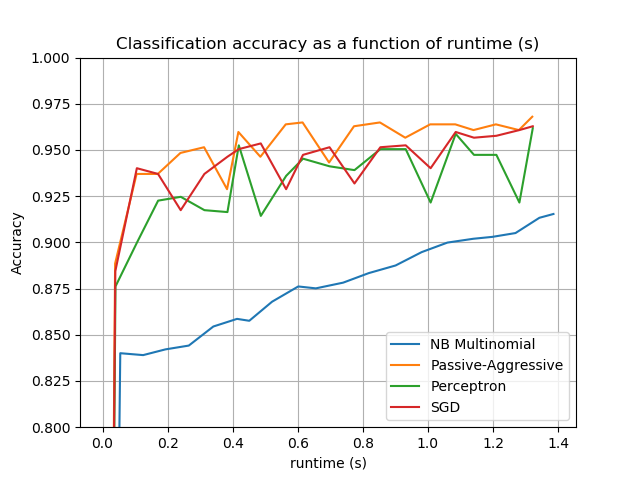 Classification accuracy as a function of runtime (s)
1.000
0.975
0.950
0.925
0.900
0.875
0.850
0.825
0.800
Accuracy
NB Multinomial
Passive-Aggressive
Perceptron
SGD
0.0 0.2 0.4 0.6 0.8 1.0 1.2 1.4
runtime (s)